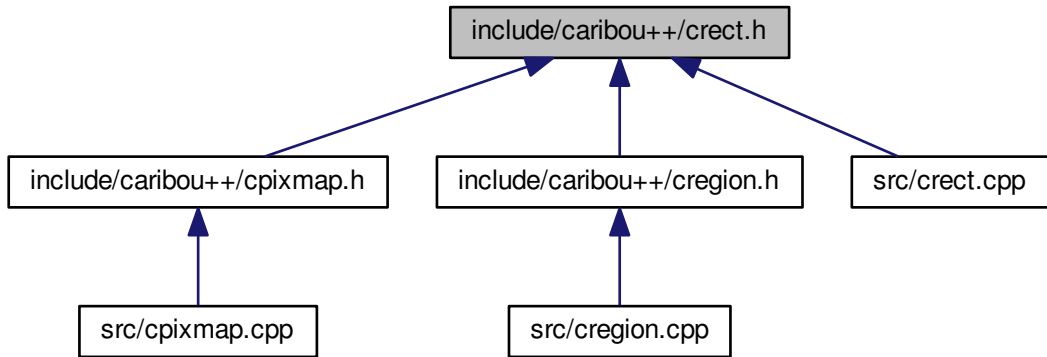 include/caribou++/crect.h
include/caribou++/cpixmap.h
include/caribou++/cregion.h
src/crect.cpp
src/cpixmap.cpp
src/cregion.cpp